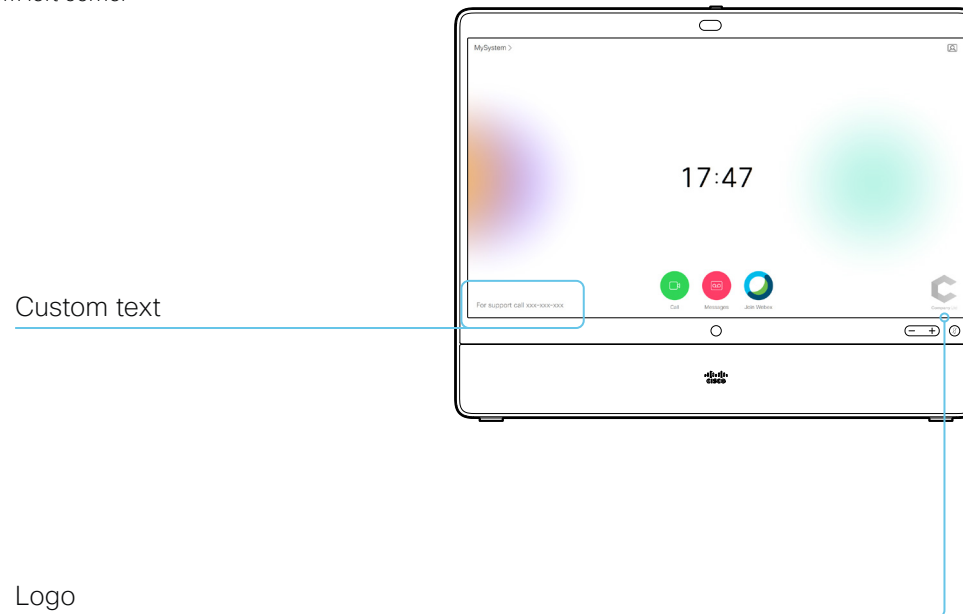 left corner
MySystem >
17:47
Call
Messages
Join Webex
For support call xxx-xxx-xxx
Custom text
CISCO
Logo